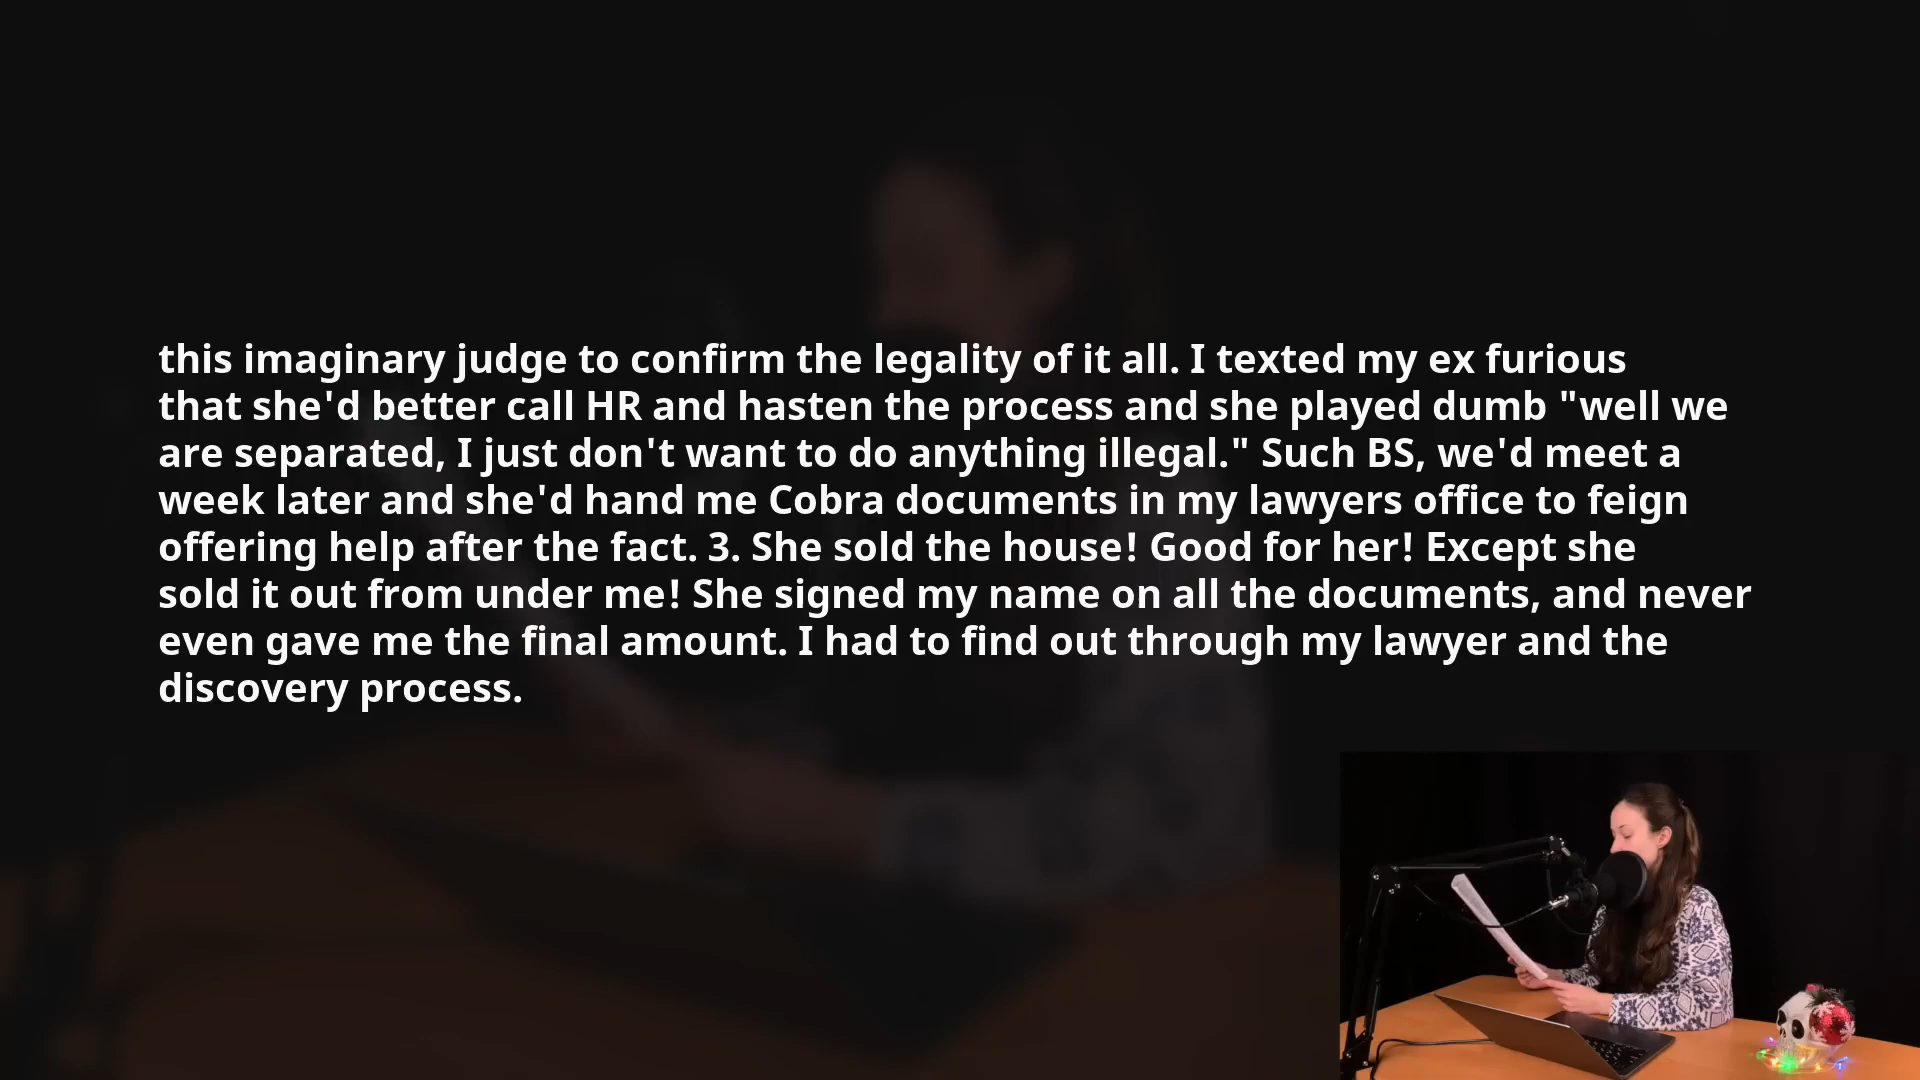 this imaginary judge to confirm the legality of it all. I texted my ex furious
that she'd better call HR and hasten the process and she played dumb "well we
are separated, I just don't want to do anything illegal." Such BS, we'd meet a
week later and she'd hand me Cobra documents in my lawyers office to feign
offering help after the fact. 3. She sold the house! Good for her! Except she
sold it out from under me! She signed my name on all the documents, and never
even gave me the final amount. I had to find out through my lawyer and the
discovery process.